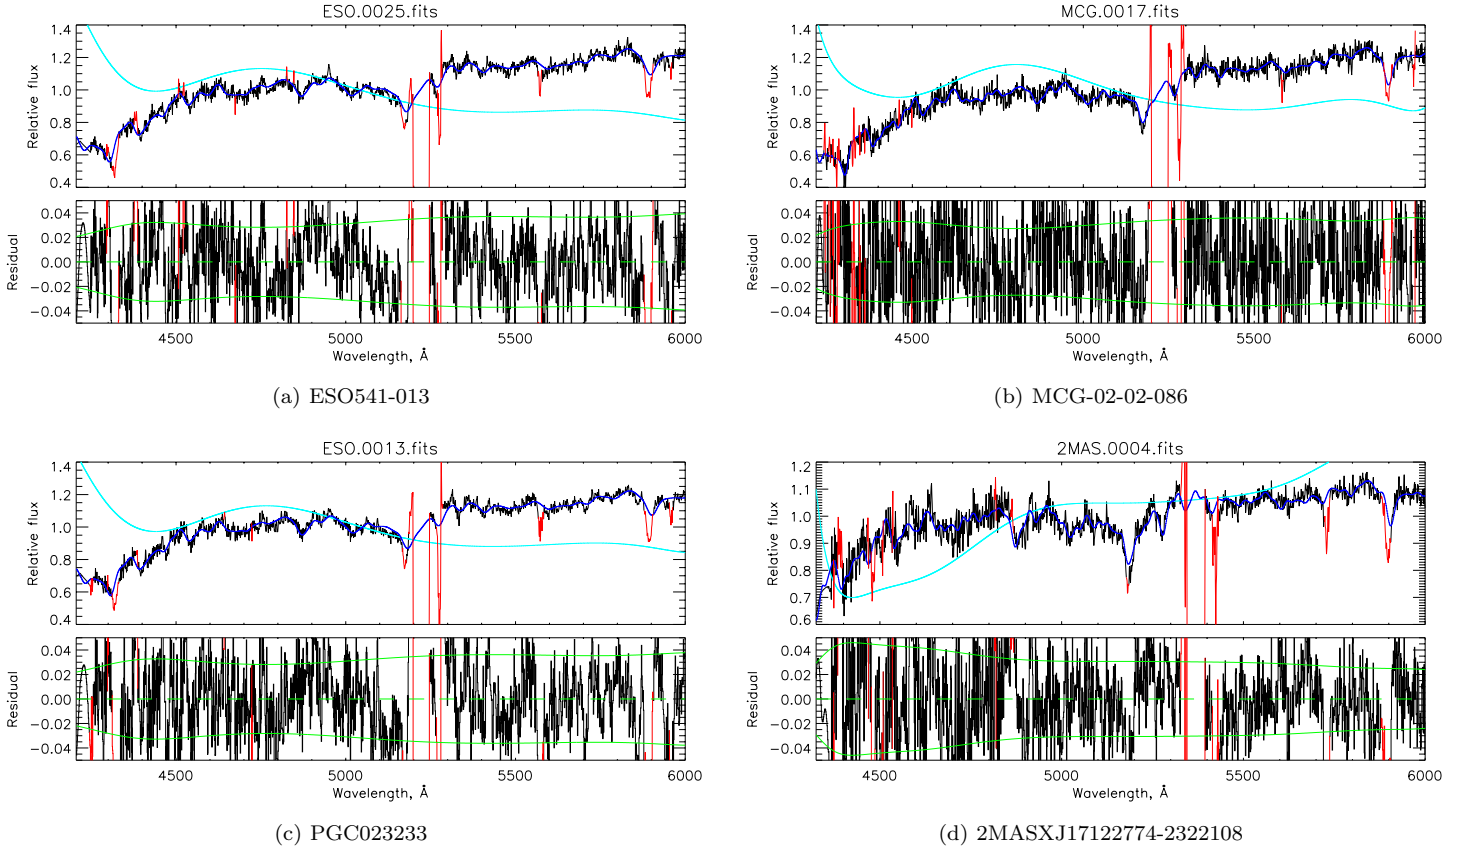 ESO.0025.fits
Relative flux
1.4
1.2
1.0
0.8
0.6
0.4
Residual
0.04
0.02
0.00
−0.02
−0.04
4500 5000 5500 6000
Wavelength, Å
(a) ESO541-013
MCG.0017.fits
Relative flux
1.4
1.2
1.0
0.8
0.6
0.4
Residual
0.04
0.02
0.00
−0.02
−0.04
4500 5000 5500 6000
Wavelength, Å
(b) MCG-02-02-086
ESO.0013.fits
Relative flux
1.4
1.2
1.0
0.8
0.6
0.4
Residual
0.04
0.02
0.00
−0.02
−0.04
4500 5000 5500 6000
Wavelength, Å
(c) PGC023233
2MAS.0004.fits
Relative flux
1.2
1.1
1.0
0.9
0.8
0.7
0.6
Residual
0.04
0.02
0.00
−0.02
−0.04
4500 5000 5500 6000
Wavelength, Å
(d) 2MASXJ17122774-2322108